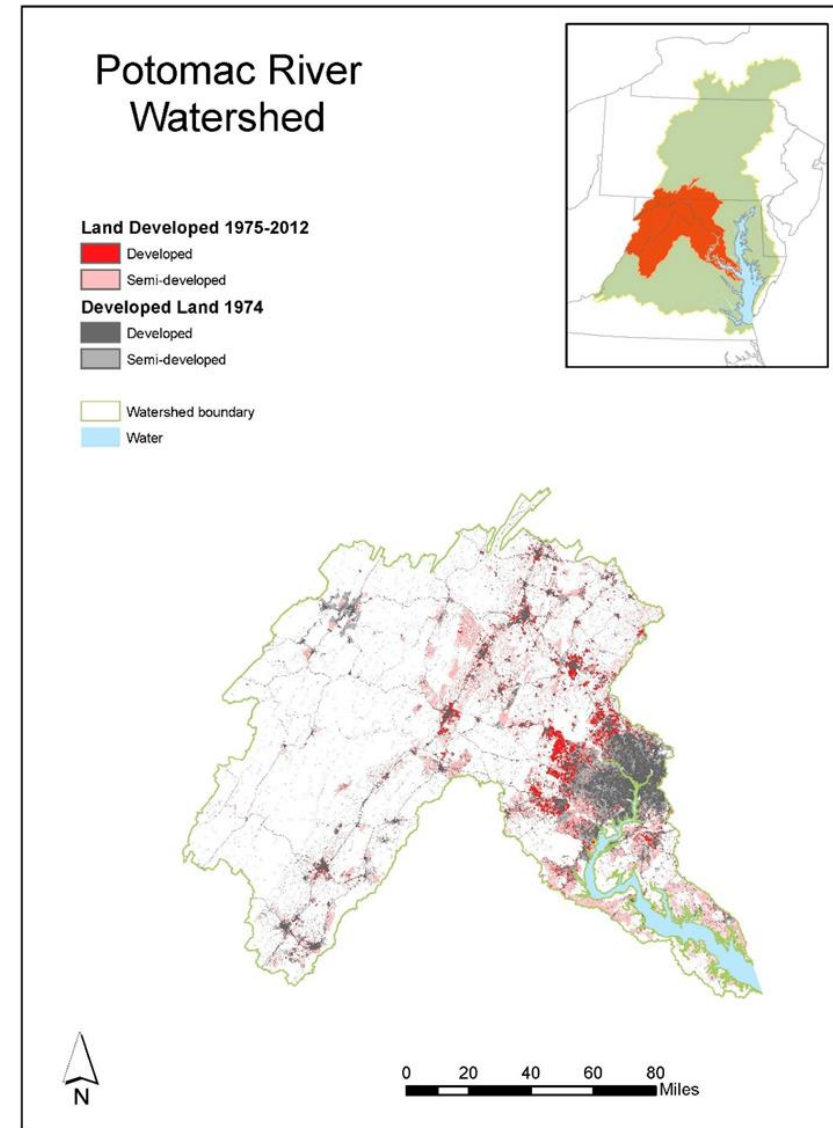 Potomac River
Watershed
Land Developed 1975-2012
Developed
Semi-developed
Developed Land 1974
Developed
Semi-developed
Watershed boundary
Water
N
0 20 40 60 80
Miles